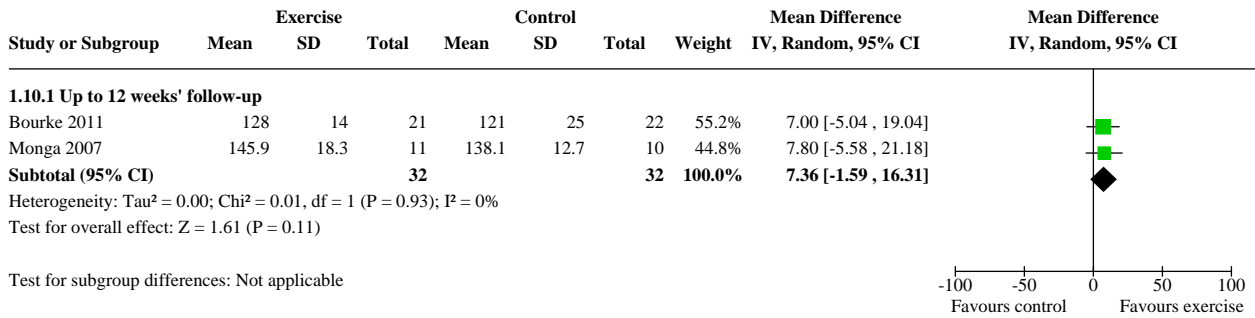 Exercise Control Mean Difference Mean Difference
Study or Subgroup Mean SD Total Mean SD Total Weight IV, Random, 95% CI IV, Random, 95% CI
1.10.1 Up to 12 weeks' follow-up
Bourke 2011 128 14 21 121 25 22 55.2% 7.00 [-5.04 , 19.04]
Monga 2007 145.9 18.3 11 138.1 12.7 10 44.8% 7.80 [-5.58 , 21.18]
Subtotal (95% CI) 32 32 100.0% 7.36 [-1.59 , 16.31]
Heterogeneity: Tau² = 0.00; Chi² = 0.01, df = 1 (P = 0.93); I² = 0%
Test for overall effect: Z = 1.61 (P = 0.11)
Test for subgroup differences: Not applicable
-100 -50 0 50 100
Favours control Favours exercise